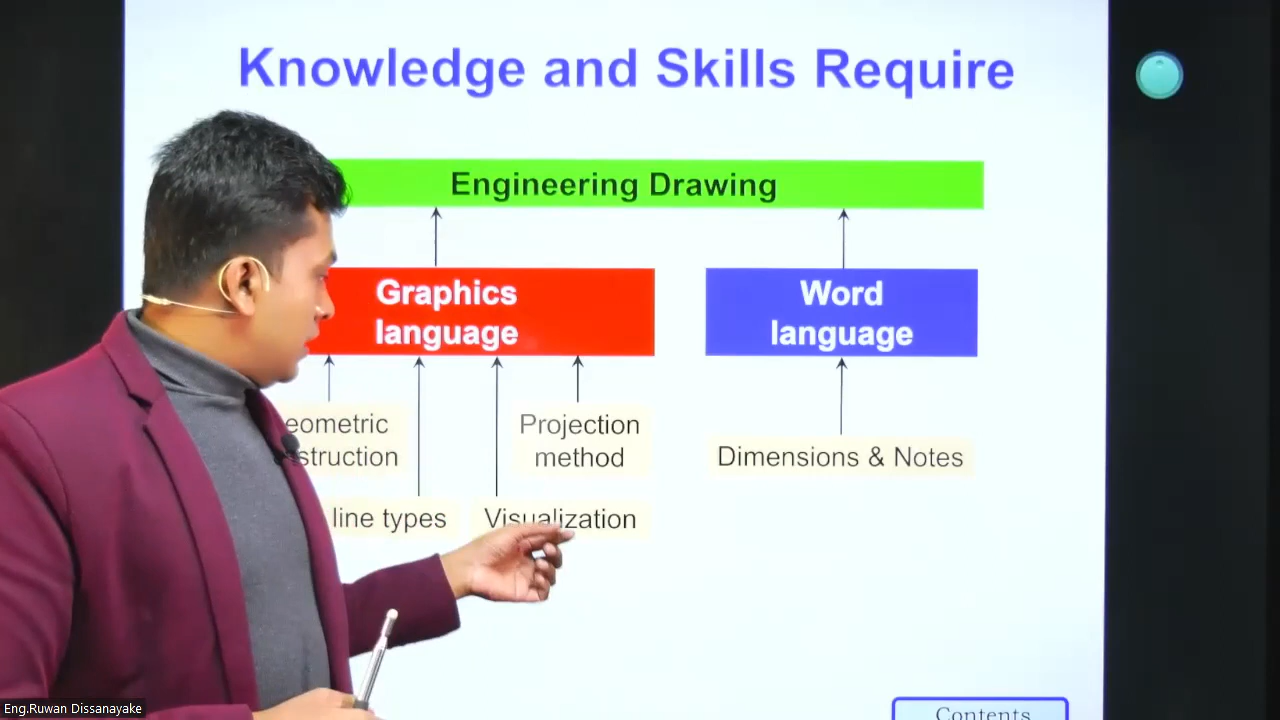 Knowledge and Skills Require
Engineering Drawing
Graphics
language
Word
language
eometric
struction
Projection
method
Dimensions & Notes
line types
Visualization
Contents
Eng.Ruwan Dissanayake